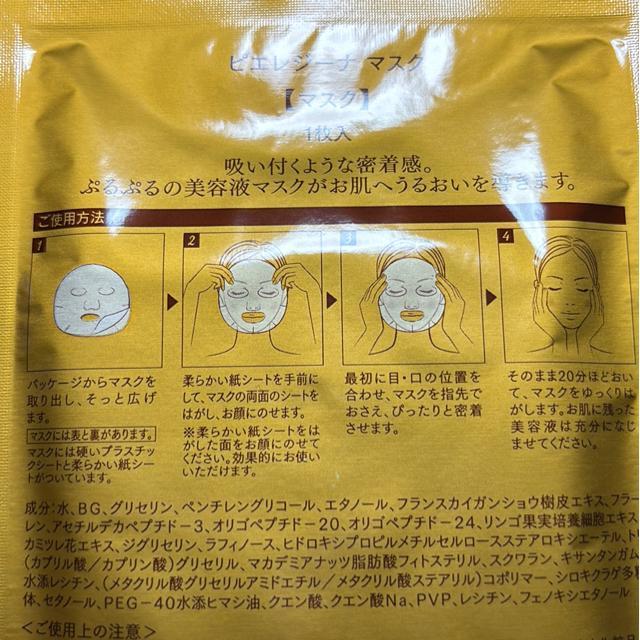 ピエレジーナ マスク
【マスク】
1枚入
吸い付くような密着感。
ぷるぷるの美容液マスクがお肌へうるおいを導きます。
ご使用方法
1
2
3
4
パッケージからマスクを
取り出し、そっと広げ
ます。
マスクには表と裏があります。
マスクには硬いプラスチッ
クシートと柔らかい紙シー
トがついています。
柔らかい紙シートを手前に
して、マスクの両面のシートを
はがし、お顔にのせます。
※柔らかい紙シートをは
がした面をお顔にのせて
ください。効果的にお使い
いただけます。
最初に目・口の位置を
合わせ、マスクを指先で
おさえ、ぴったりと密着
させます。
そのまま20分ほどおい
て、マスクをゆっくりは
がします。お肌に残った
美容液は充分になじ
ませてください。
成分：水、BG、グリセリン、ペンチレングリコール、エタノール、フランスカイガンショウ樹皮エキス、フラー
レン、アセチルデカペプチド－3、オリゴペプチド－20、オリゴペプチド－24、リンゴ果実培養細胞エキス
カミツレ花エキス、ジグリセリン、ラフィノース、ヒドロキシプロピルメチルセルロースステアロキシエーテル、トリ
（カプリル酸／カプリン酸）グリセリル、マカデミアナッツ脂肪酸フィトステリル、スクワラン、キサンタンガム
水添レシチン、（メタクリル酸グリセリルアミドエチル／メタクリル酸ステアリル）コポリマー、シロキクラゲ多糖
体、セタノール、PEG－40水添ヒマシ油、クエン酸、クエン酸Na、PVP、レシチン、フェノキシエタノール
＜ご使用上の注意＞